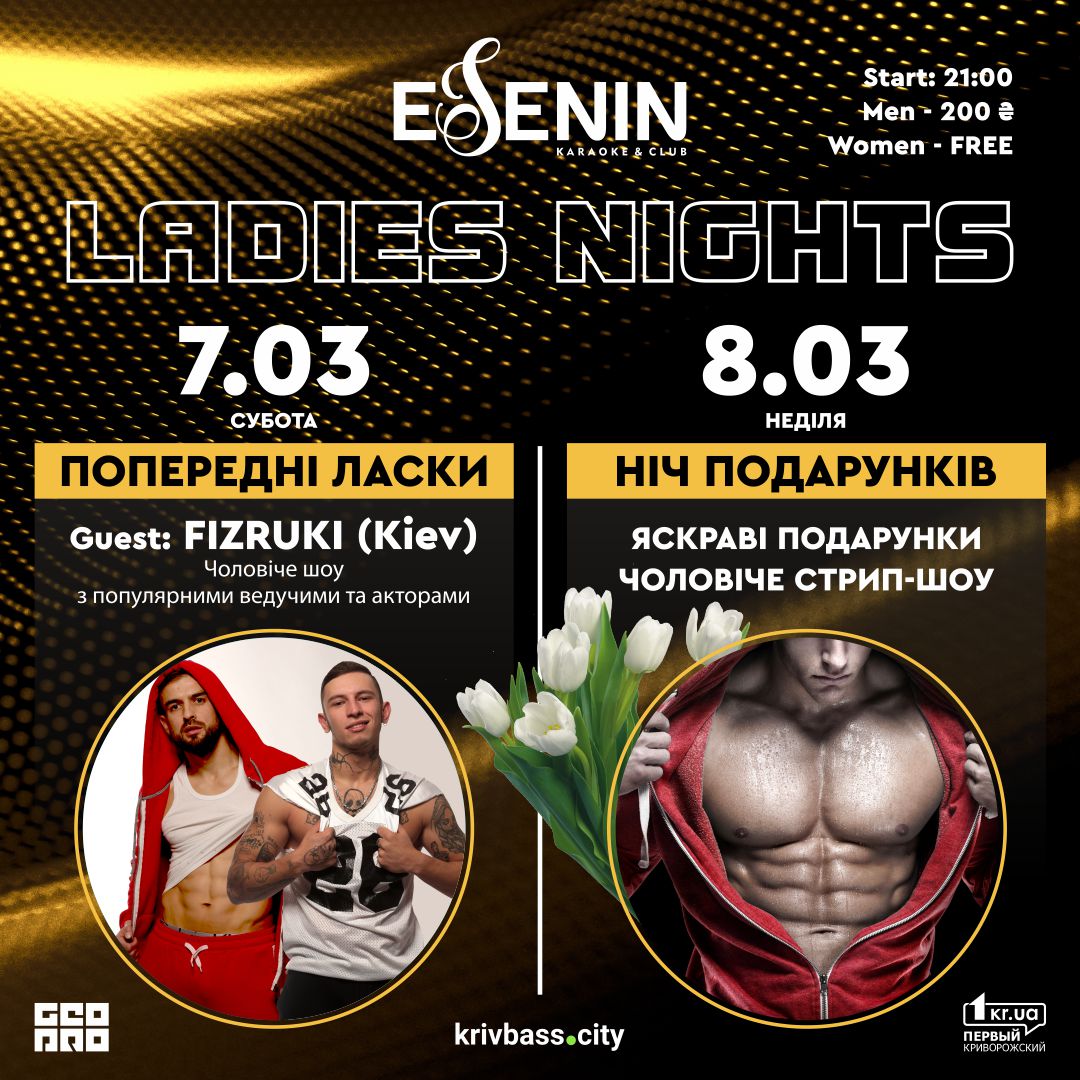 ESENIN
KARAOKE & CLUB
Start: 21:00
Men - 200 ₴
Women - FREE
LADIES NIGHTS
7.03
СУБОТА
ПОПЕРЕДНІ ЛАСКИ
Guest: FIZRUKI (Kiev)
Чоловіче шоу
з популярними ведучими та акторами
8.03
НЕДІЛЯ
НІЧ ПОДАРУНКІВ
ЯСКРАВІ ПОДАРУНКИ
ЧОЛОВІЧЕ СТРИП-ШОУ
28
krivbass.city
1kr.ua
ПЕРВЫЙ
КРИВОРОЖСКИЙ